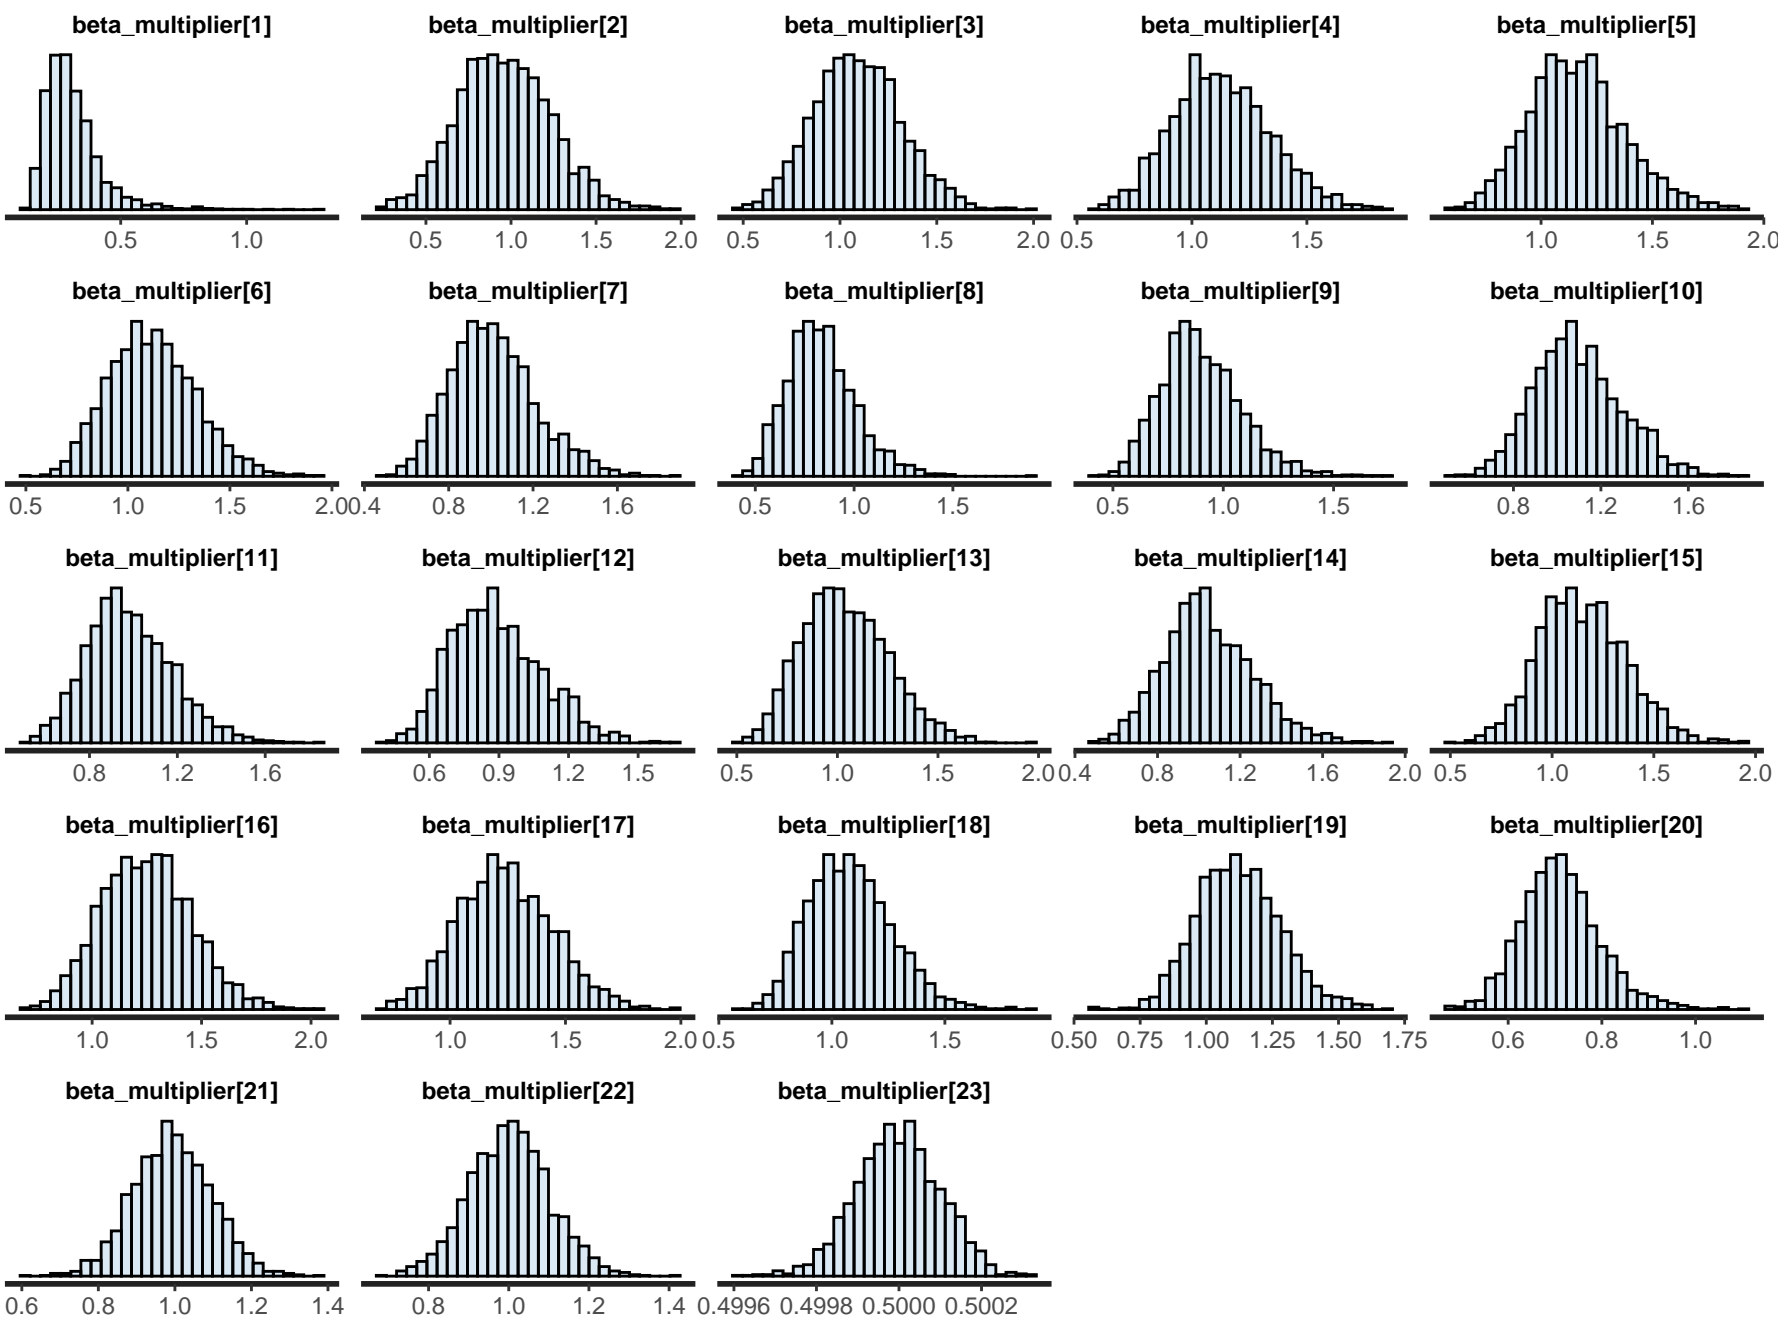 beta_multiplier[1] beta_multiplier[2] beta_multiplier[3] beta_multiplier[4] beta_multiplier[5]
0.5 1.0 0.5 1.0 1.5 2.0 0.5 1.0 1.5 2.0 0.5 1.0 1.5 1.0 1.5 2.0
beta_multiplier[6] beta_multiplier[7] beta_multiplier[8] beta_multiplier[9] beta_multiplier[10]
0.5 1.0 1.5 2.0 0.4 0.8 1.2 1.6 0.5 1.0 1.5 0.5 1.0 1.5 0.8 1.2 1.6
beta_multiplier[11] beta_multiplier[12] beta_multiplier[13] beta_multiplier[14] beta_multiplier[15]
0.8 1.2 1.6 0.6 0.9 1.2 1.5 0.5 1.0 1.5 2.0 0.4 0.8 1.2 1.6 2.0 0.5 1.0 1.5 2.0
beta_multiplier[16] beta_multiplier[17] beta_multiplier[18] beta_multiplier[19] beta_multiplier[20]
1.0 1.5 2.0 1.0 1.5 2.0 0.5 1.0 1.5 0.50 0.75 1.00 1.25 1.50 1.75 0.6 0.8 1.0
beta_multiplier[21] beta_multiplier[22] beta_multiplier[23]
0.6 0.8 1.0 1.2 1.4 0.8 1.0 1.2 1.4 0.4996 0.4998 0.5000 0.5002